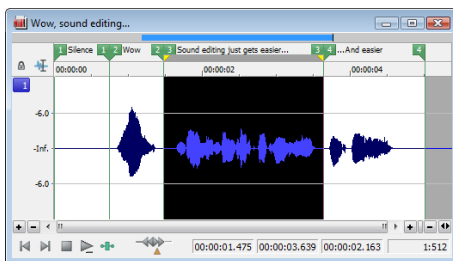 Wow, sound editing...
1 Silence 1 2 Wow 2 3 Sound editing just gets easier... 3 4 ...And easier 4
00:00:00 00:00:02 00:00:04
1
-6.0
-Inf.
-6.0
00:00:01.475 00:00:03.639 00:00:02.163 1:512